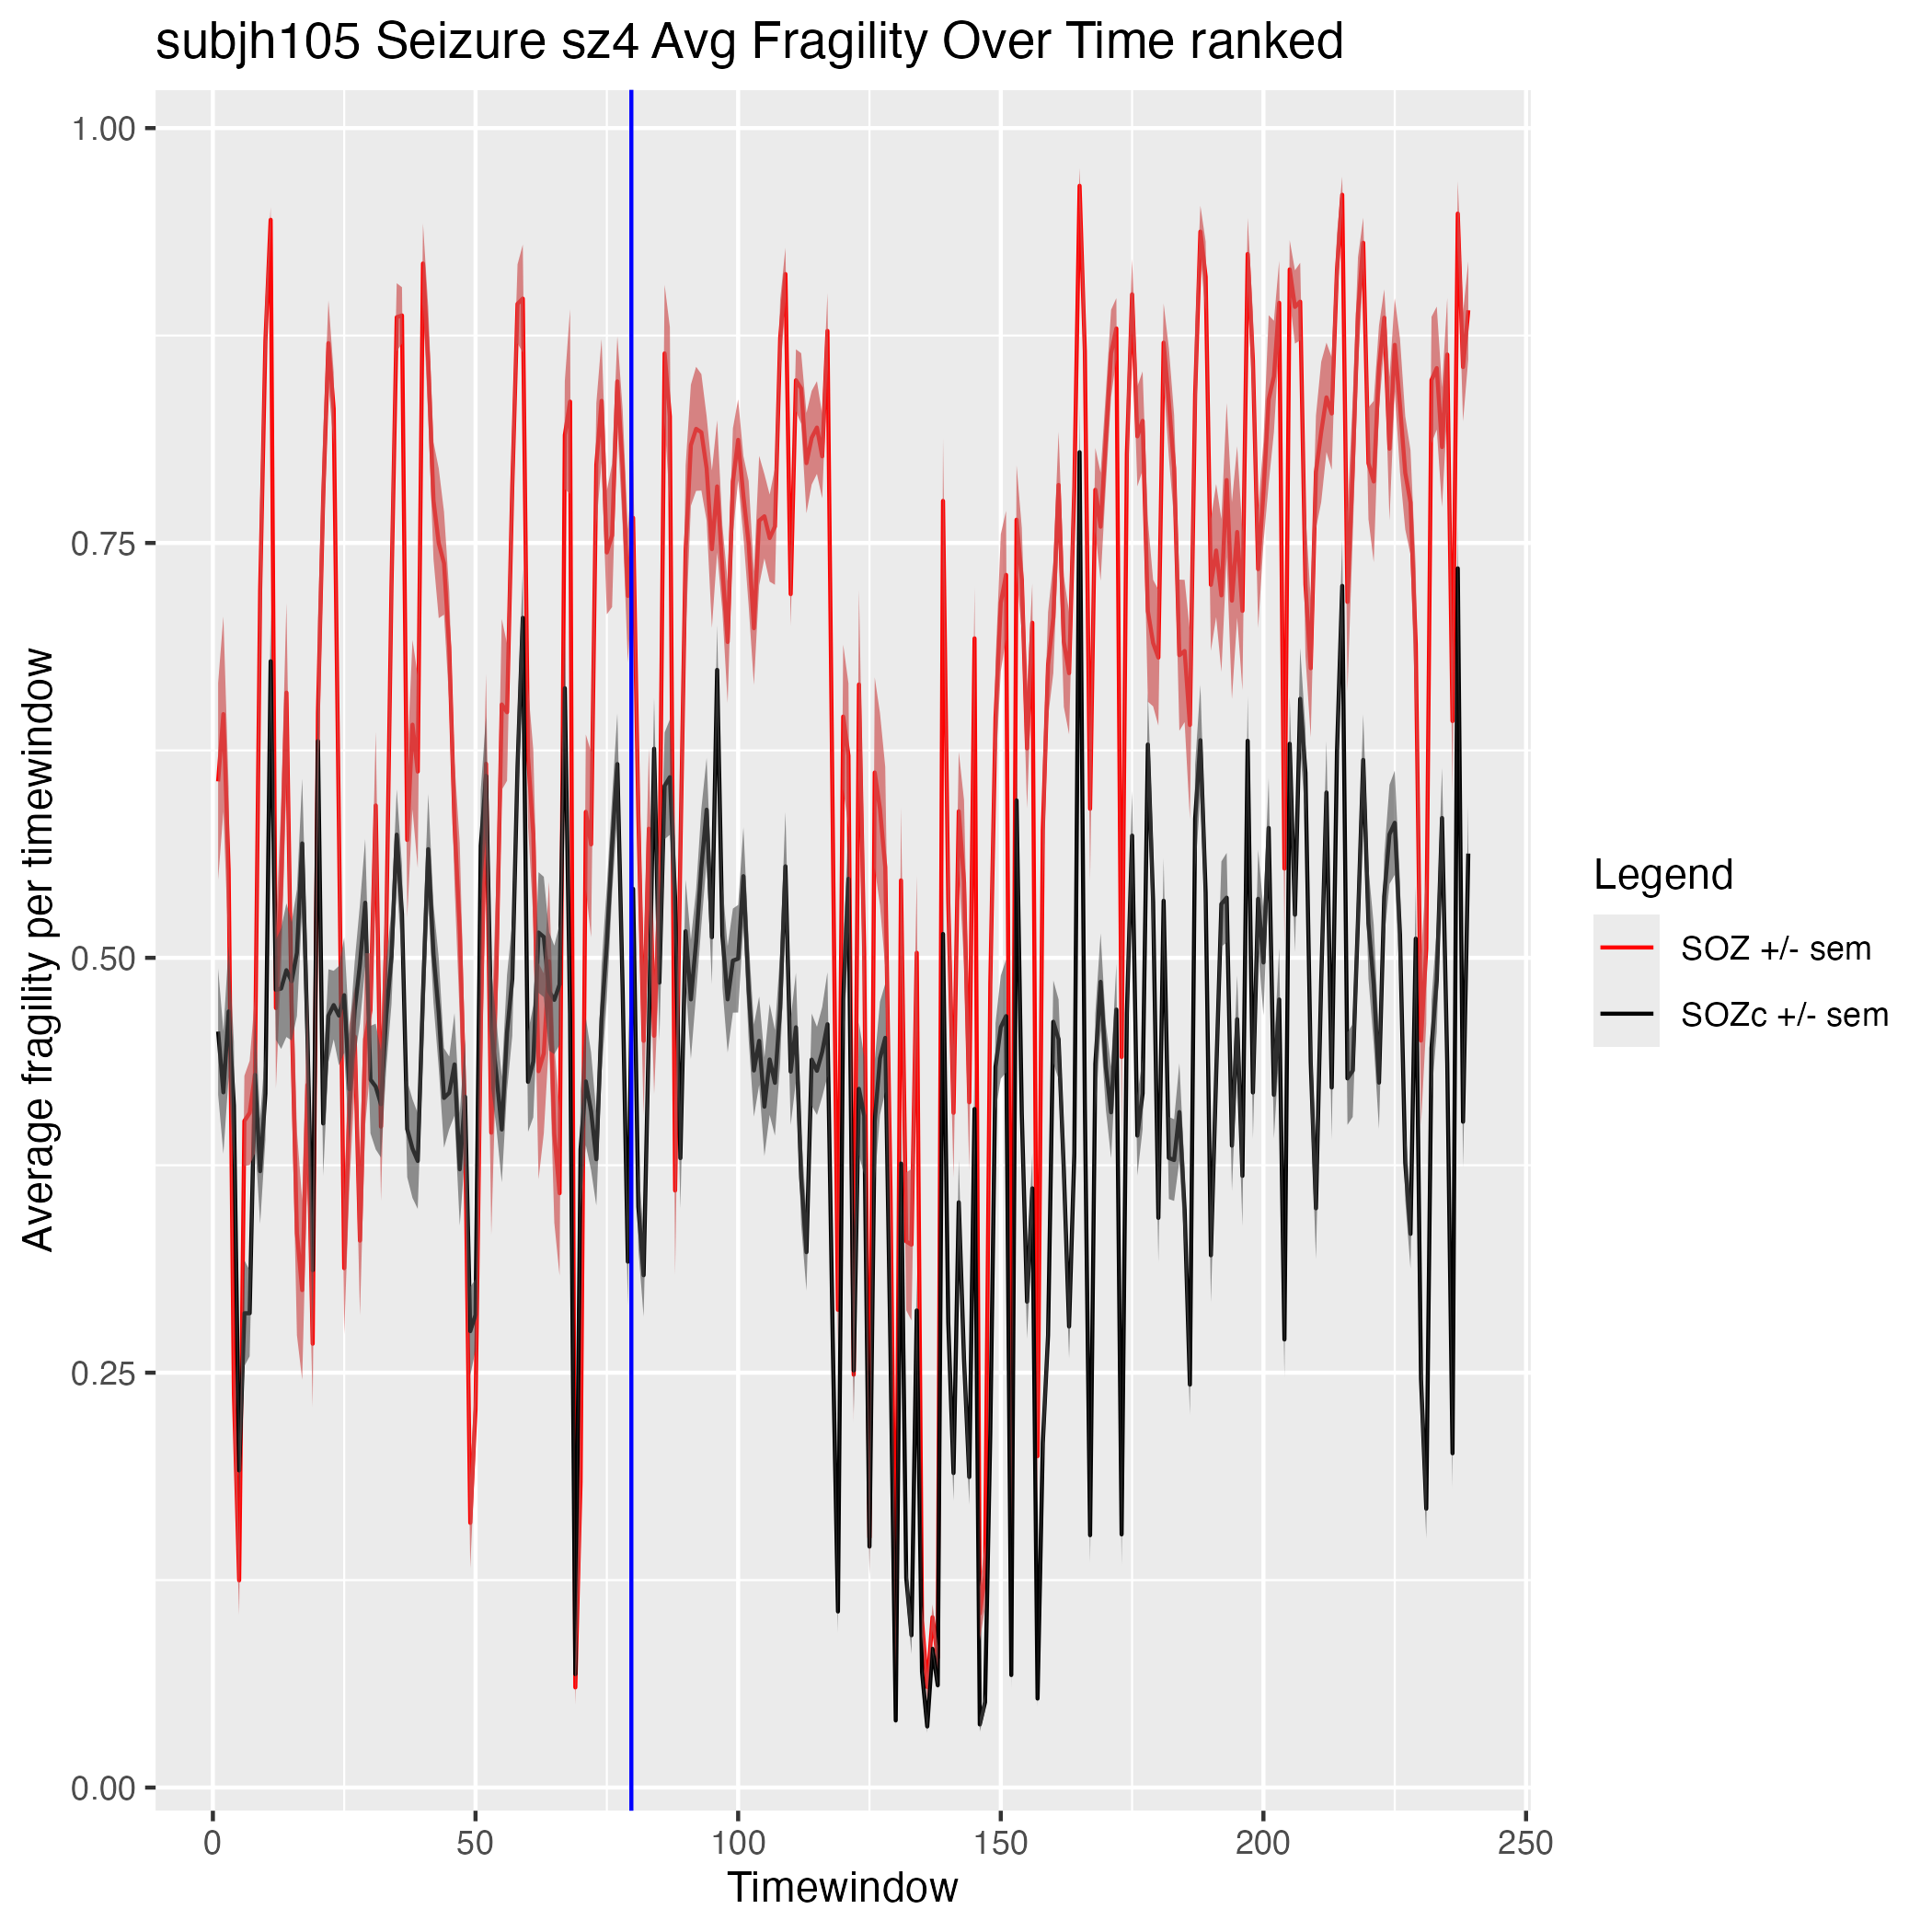 subjh105 Seizure sz4 Avg Fragility Over Time ranked
1.00
0.75
0.50
0.25
0.00
Average fragility per timewindow
0 50 100 150 200 250
Timewindow
Legend
SOZ +/- sem
SOZc +/- sem